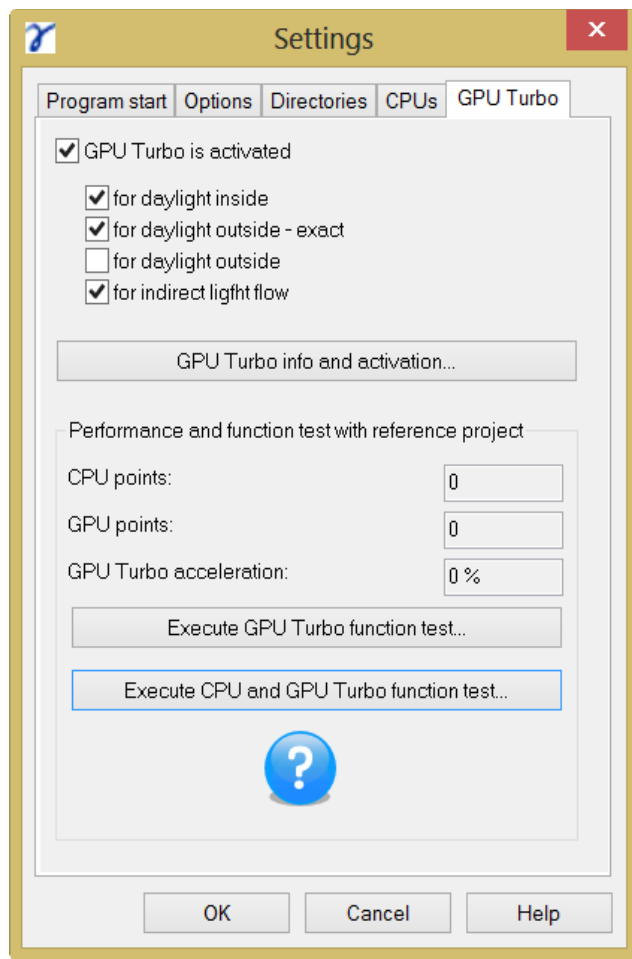 Settings
Program start Options Directories CPUs GPU Turbo
GPU Turbo is activated
for daylight inside
for daylight outside - exact
for daylight outside
for indirect ligfht flow
GPU Turbo info and activation...
Performance and function test with reference project
CPU points: 0
GPU points: 0
GPU Turbo acceleration: 0 %
Execute GPU Turbo function test...
Execute CPU and GPU Turbo function test...
?
OK Cancel Help